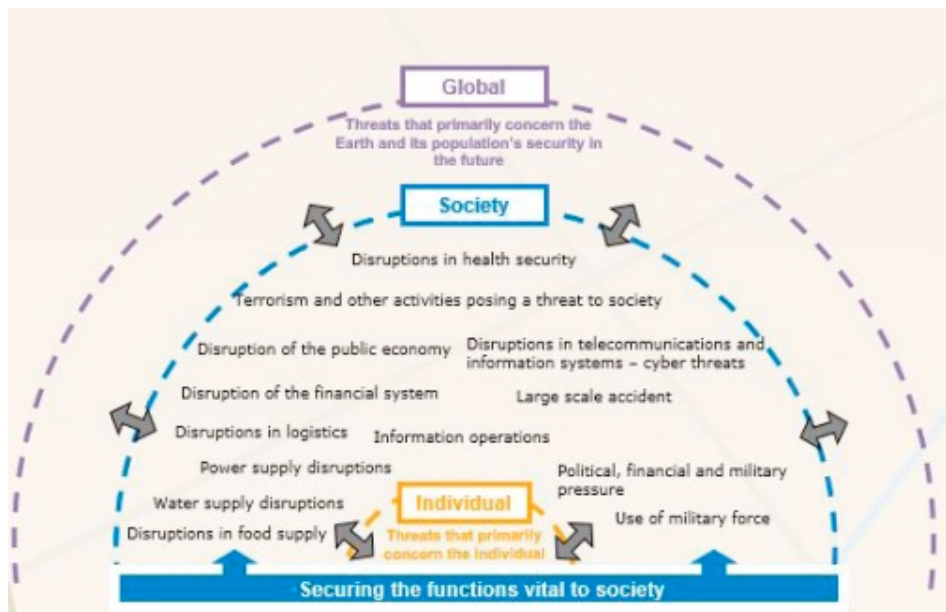 Global
Threats that primarily concern the
Earth and its population's security in
the future
Society
Disruptions in health security
Terrorism and other activities posing a threat to society
Disruption of the public economy
Disruptions in telecommunications and
information systems – cyber threats
Disruption of the financial system
Large scale accident
Disruptions in logistics
Information operations
Power supply disruptions
Political, financial and military
pressure
Water supply disruptions
Use of military force
Disruptions in food supply
Individual
Threats that primarily
concern the individual
Securing the functions vital to society